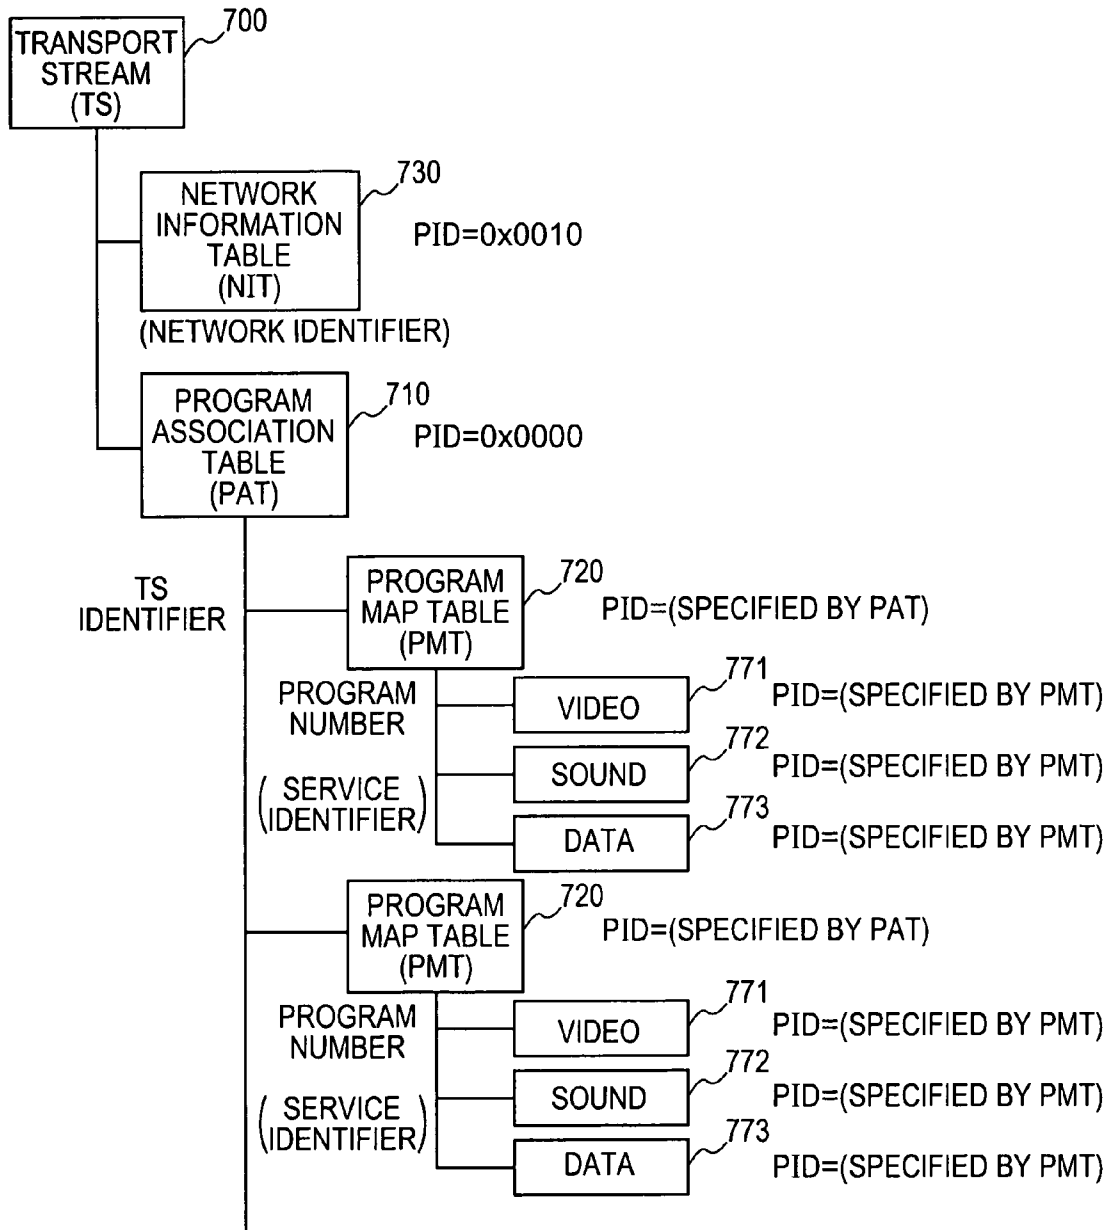 700
TRANSPORT
STREAM
(TS)
730
NETWORK
INFORMATION
TABLE
(NIT)
PID=0x0010
(NETWORK IDENTIFIER)
710
PROGRAM
ASSOCIATION
TABLE
(PAT)
PID=0x0000
TS
IDENTIFIER
720
PROGRAM
MAP TABLE
(PMT)
PID=(SPECIFIED BY PAT)
PROGRAM
NUMBER
(SERVICE
IDENTIFIER)
771
VIDEO
PID=(SPECIFIED BY PMT)
772
SOUND
PID=(SPECIFIED BY PMT)
773
DATA
PID=(SPECIFIED BY PMT)
720
PROGRAM
MAP TABLE
(PMT)
PID=(SPECIFIED BY PAT)
PROGRAM
NUMBER
(SERVICE
IDENTIFIER)
771
VIDEO
PID=(SPECIFIED BY PMT)
772
SOUND
PID=(SPECIFIED BY PMT)
773
DATA
PID=(SPECIFIED BY PMT)